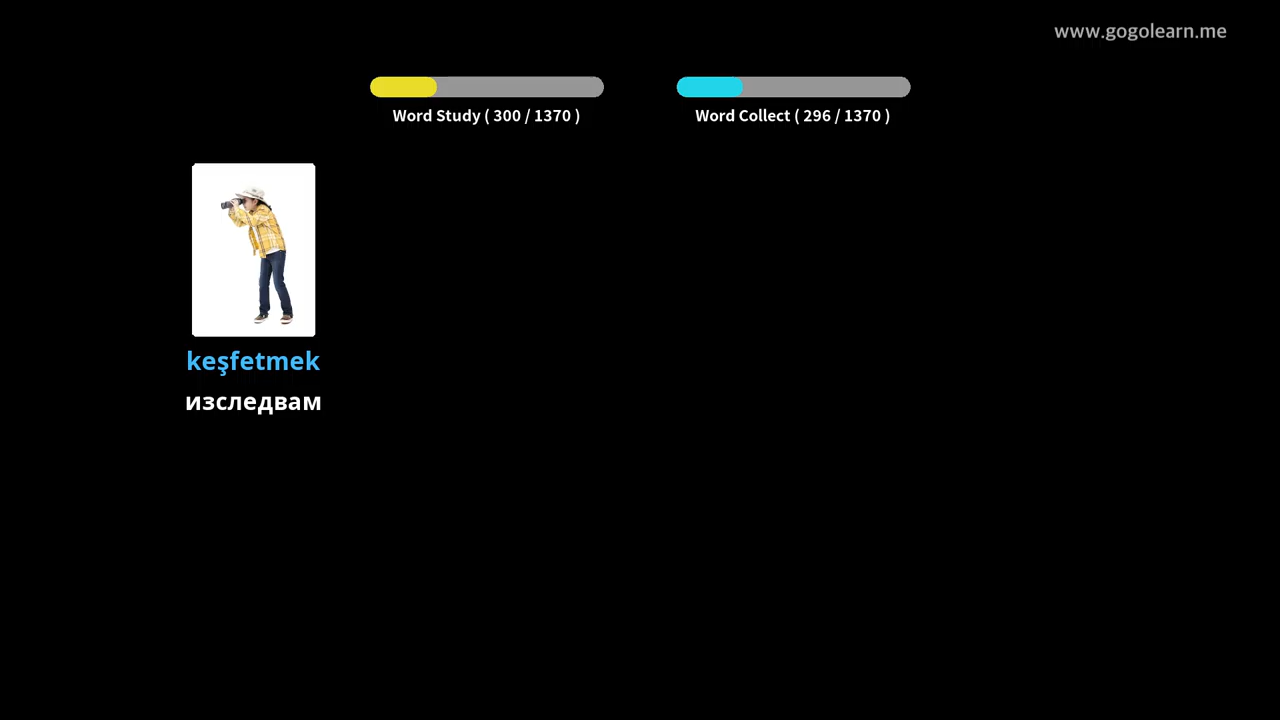 www.gogolearn.me
Word Study ( 300 / 1370 )
Word Collect ( 296 / 1370 )
keşfetmek
изследвам